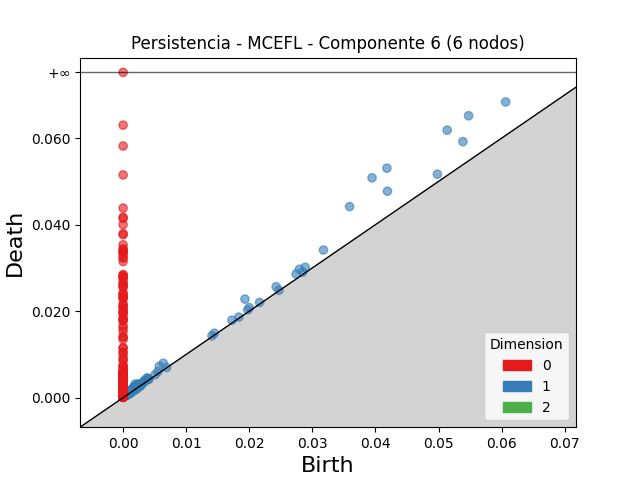 Persistencia - MCEFL - Componente 6 (6 nodos)
+∞
0.060
0.040
0.020
0.000
Death
0.00 0.01 0.02 0.03 0.04 0.05 0.06 0.07
Birth
Dimension
0
1
2